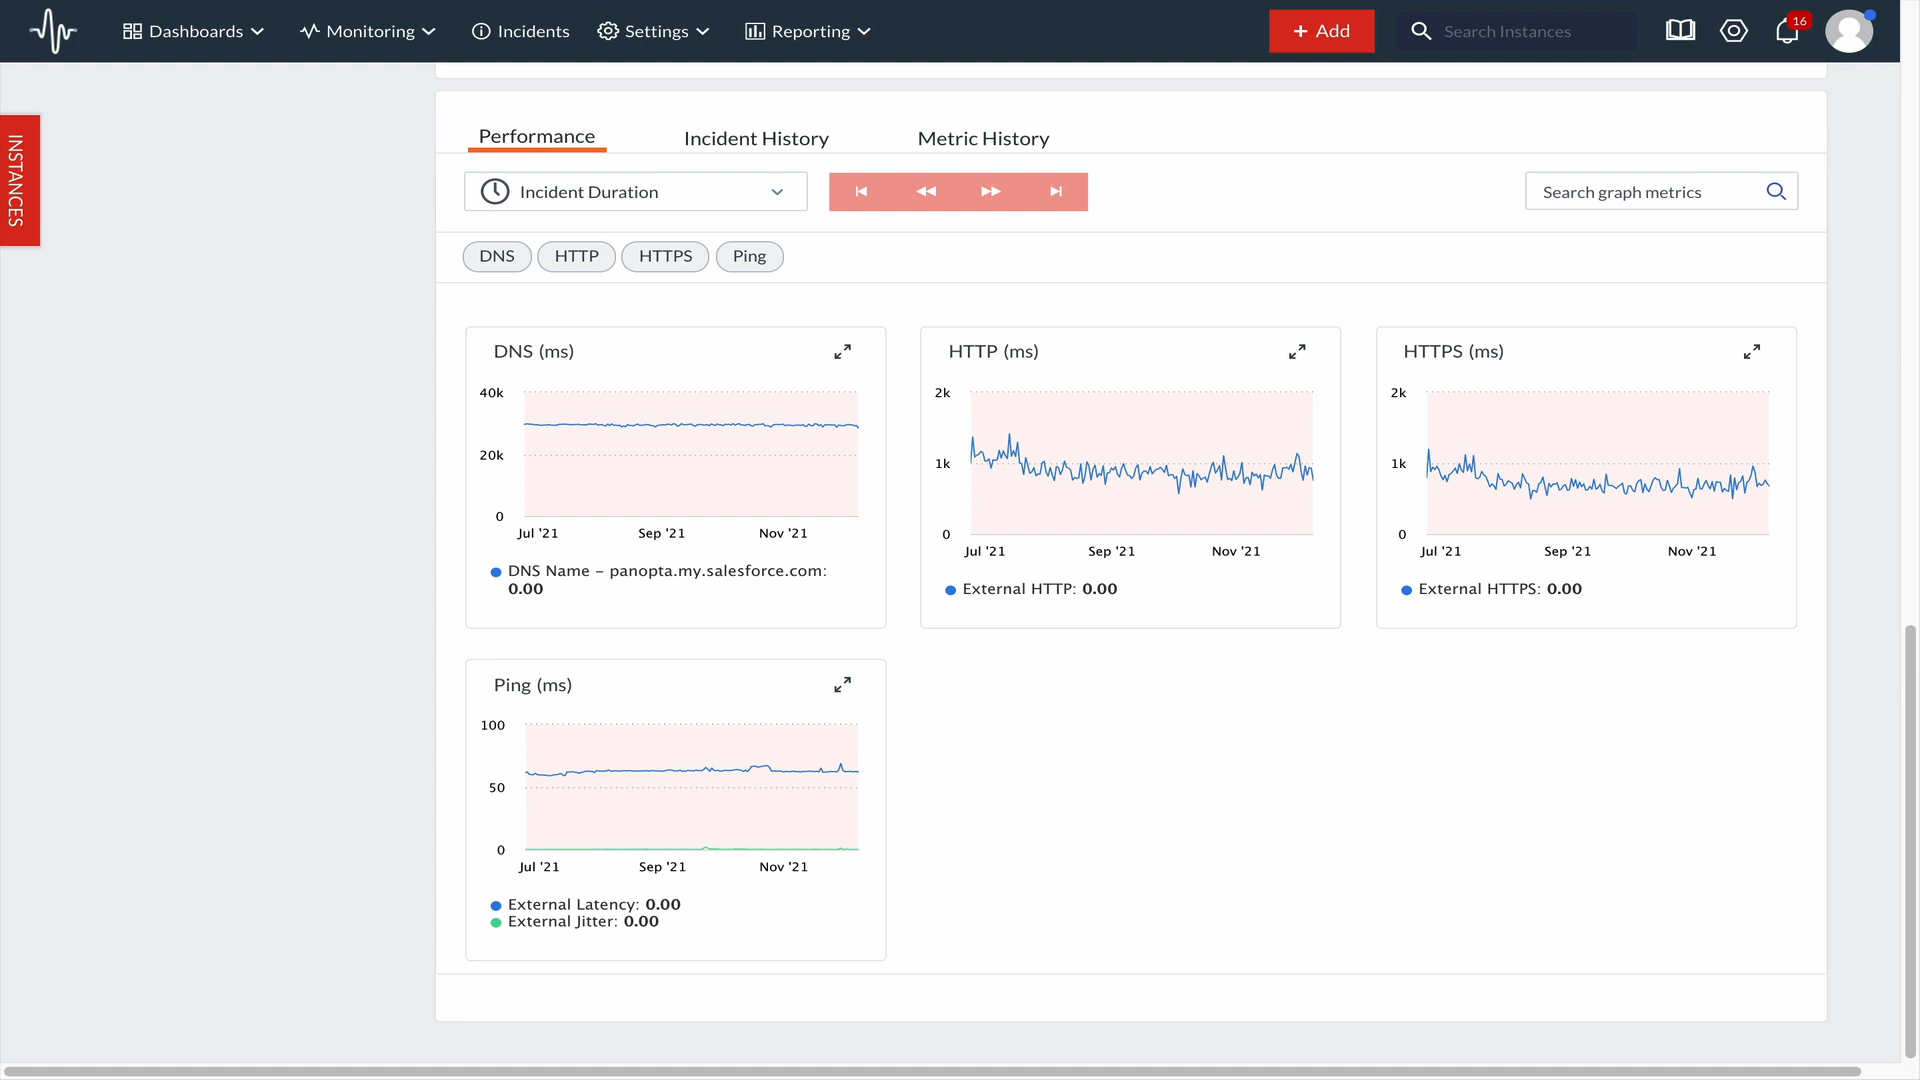 Dashboards
Monitoring
Incidents
Settings
Reporting
+ Add
Search Instances
16
INSTANCES
Performance
Incident History
Metric History
Incident Duration
Search graph metrics
DNS
HTTP
HTTPS
Ping
DNS (ms)
40k
20k
0
Jul '21
Sep '21
Nov '21
DNS Name – panopta.my.salesforce.com:
0.00
HTTP (ms)
2k
1k
0
Jul '21
Sep '21
Nov '21
External HTTP: 0.00
HTTPS (ms)
2k
1k
0
Jul '21
Sep '21
Nov '21
External HTTPS: 0.00
Ping (ms)
100
50
0
Jul '21
Sep '21
Nov '21
External Latency: 0.00
External Jitter: 0.00